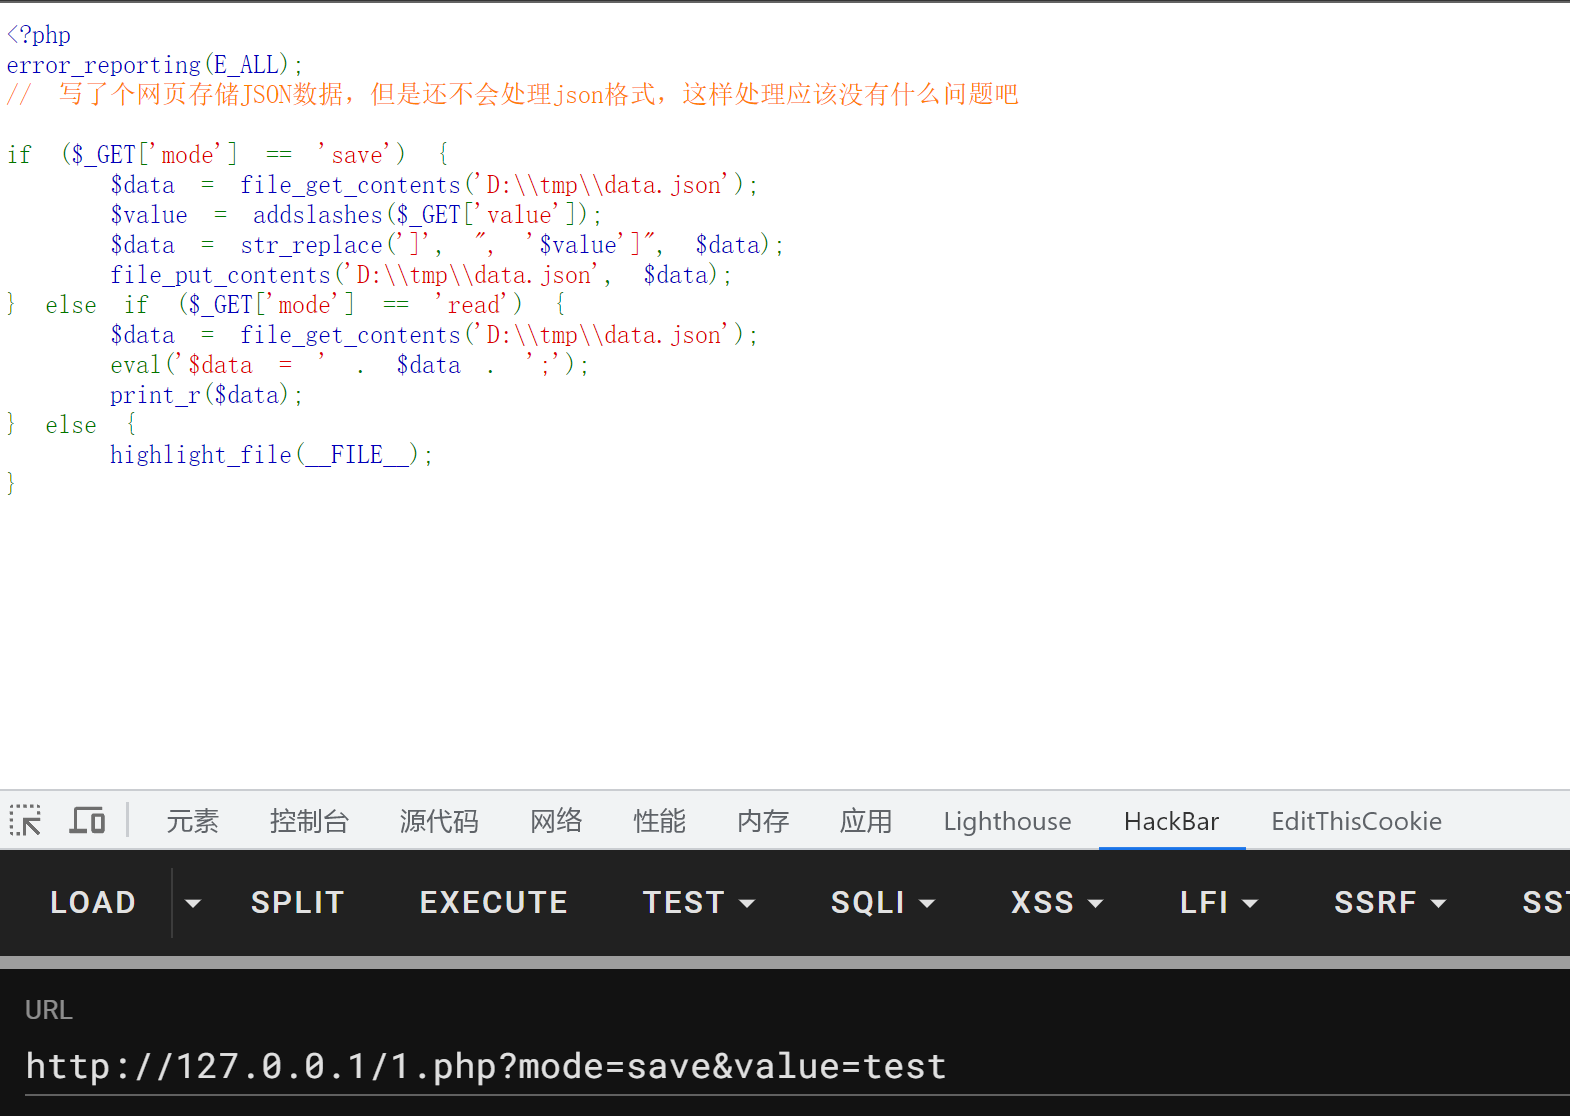 <?php
error_reporting(E_ALL);
// 写了个网页存储JSON数据，但是还不会处理json格式，这样处理应该没有什么问题吧
if ($_GET['mode'] == 'save') {
$data = file_get_contents('D:\\tmp\\data.json');
$value = addslashes($_GET['value']);
$data = str_replace(']', ", '$value']", $data);
file_put_contents('D:\\tmp\\data.json', $data);
} else if ($_GET['mode'] == 'read') {
$data = file_get_contents('D:\\tmp\\data.json');
eval('$data = ' . $data . ';');
print_r($data);
} else {
highlight_file(__FILE__);
}
元素 控制台 源代码 网络 性能 内存 应用 Lighthouse HackBar EditThisCookie
LOAD SPLIT EXECUTE TEST SQLI XSS LFI SSRF SST
URL
http://127.0.0.1/1.php?mode=save&value=test